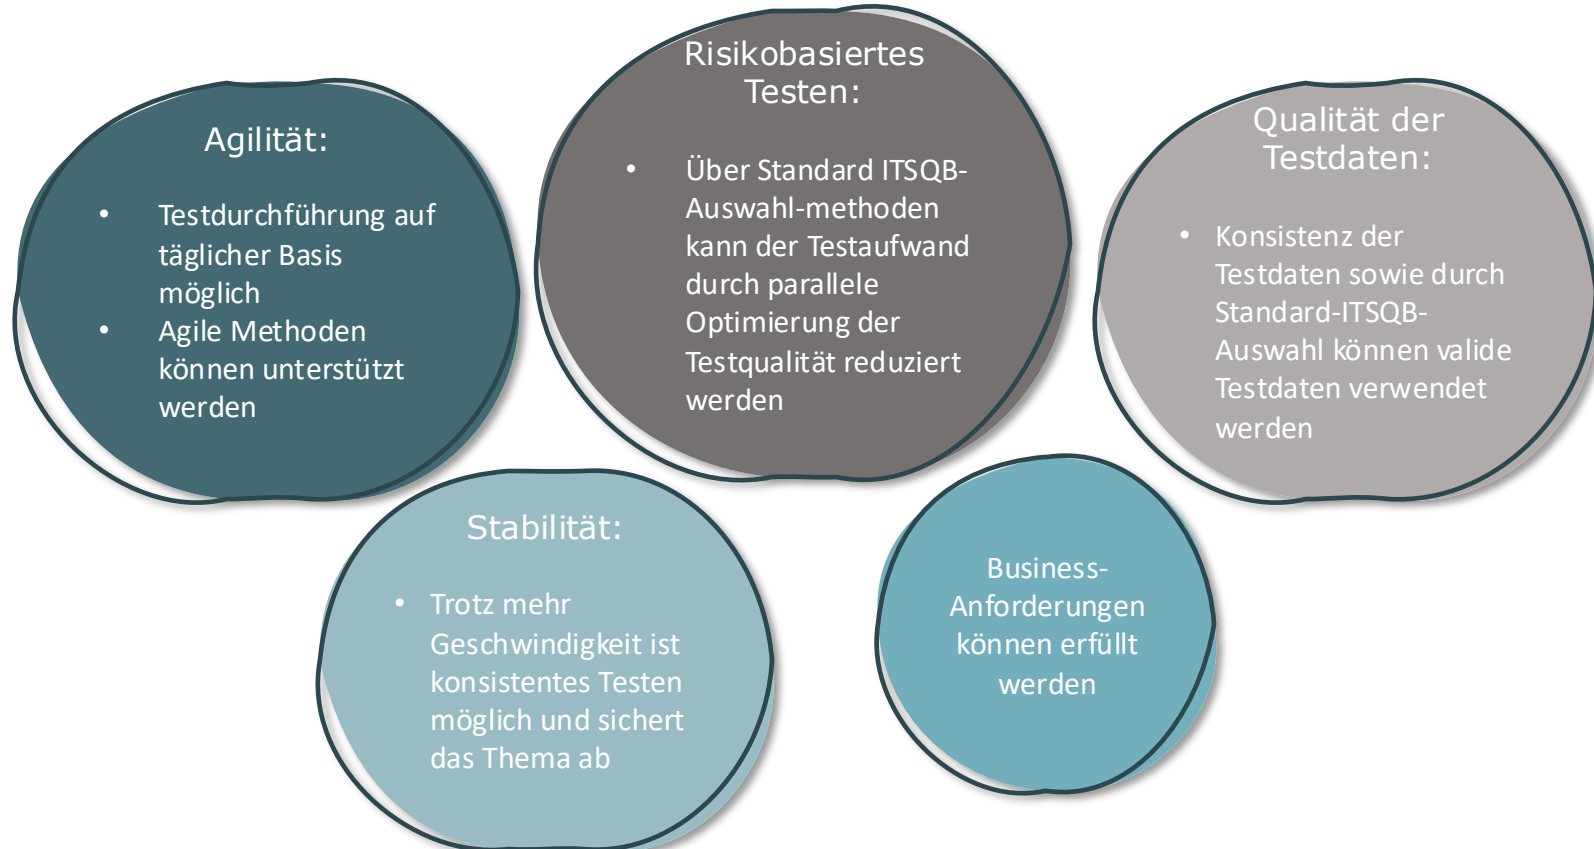 Agilität:
• Testdurchführung auf
täglicher Basis
möglich
• Agile Methoden
können unterstützt
werden
Risikobasiertes
Testen:
• Über Standard ITSQB-
Auswahl-methoden
kann der Testaufwand
durch parallele
Optimierung der
Testqualität reduziert
werden
Qualität der
Testdaten:
• Konsistenz der
Testdaten sowie durch
Standard-ITSQB-
Auswahl können valide
Testdaten verwendet
werden
Stabilität:
• Trotz mehr
Geschwindigkeit ist
konsistentes Testen
möglich und sichert
das Thema ab
Business-
Anforderungen
können erfüllt
werden